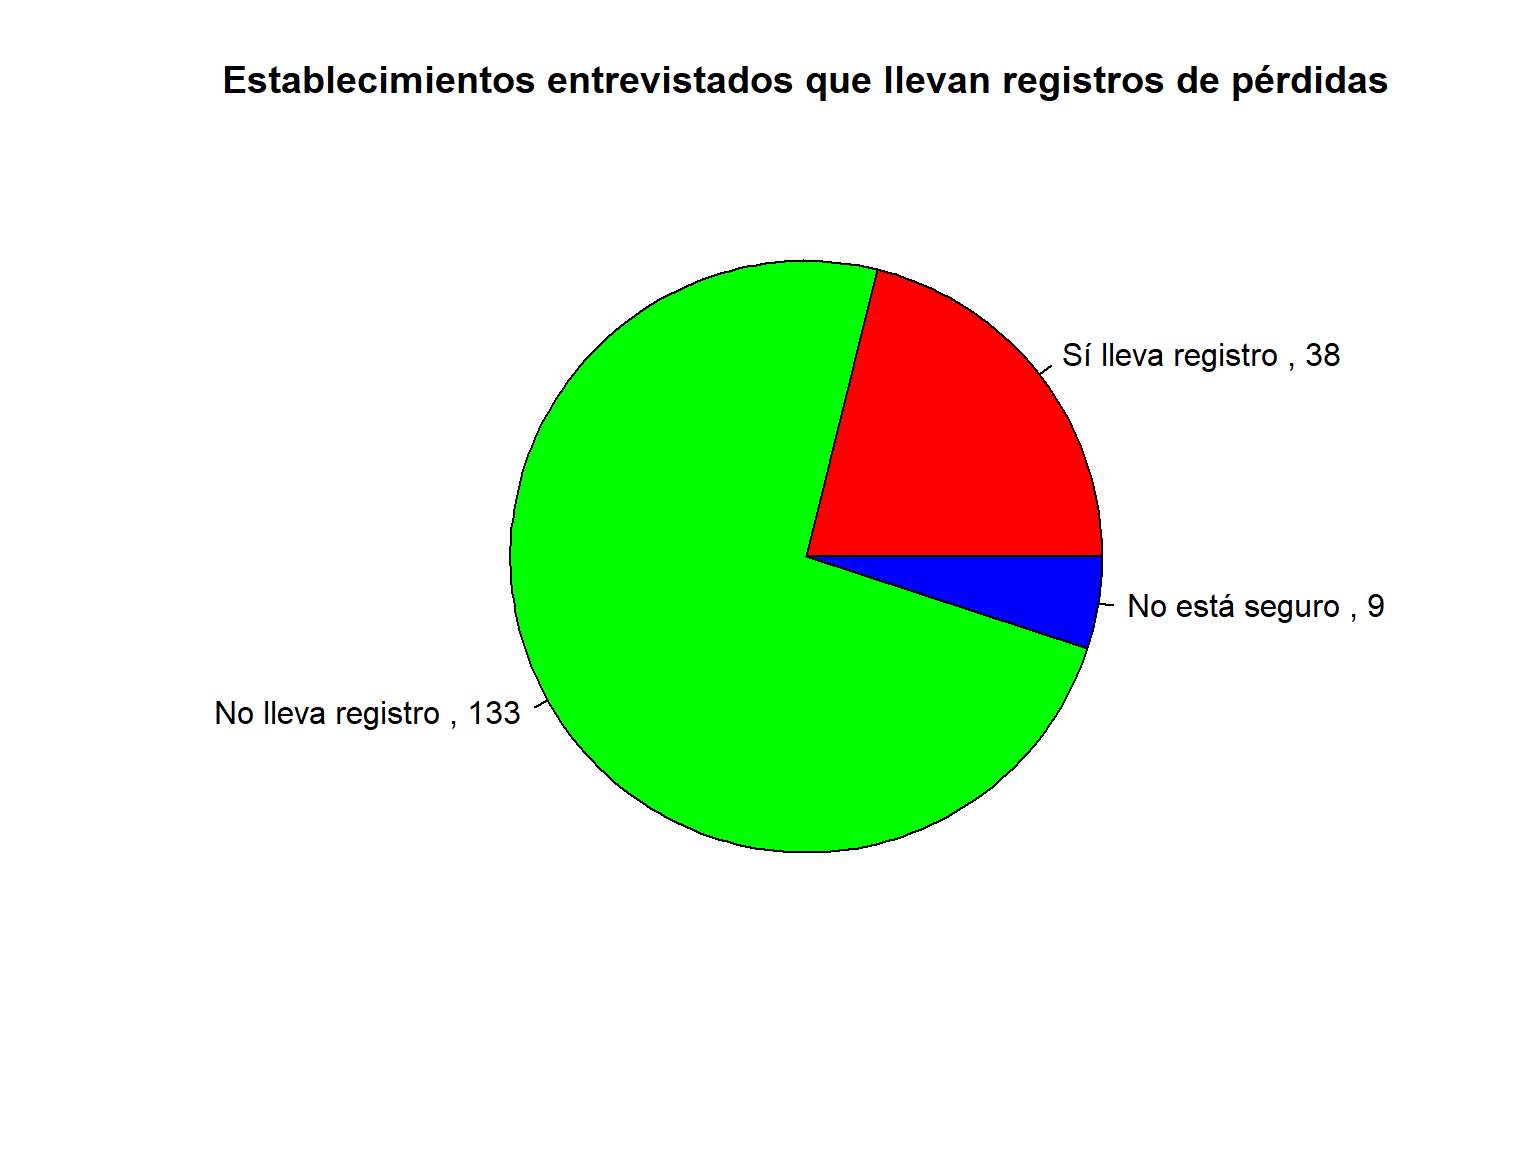 Establecimientos entrevistados que llevan registros de pérdidas
Sí lleva registro , 38
No está seguro , 9
No lleva registro , 133